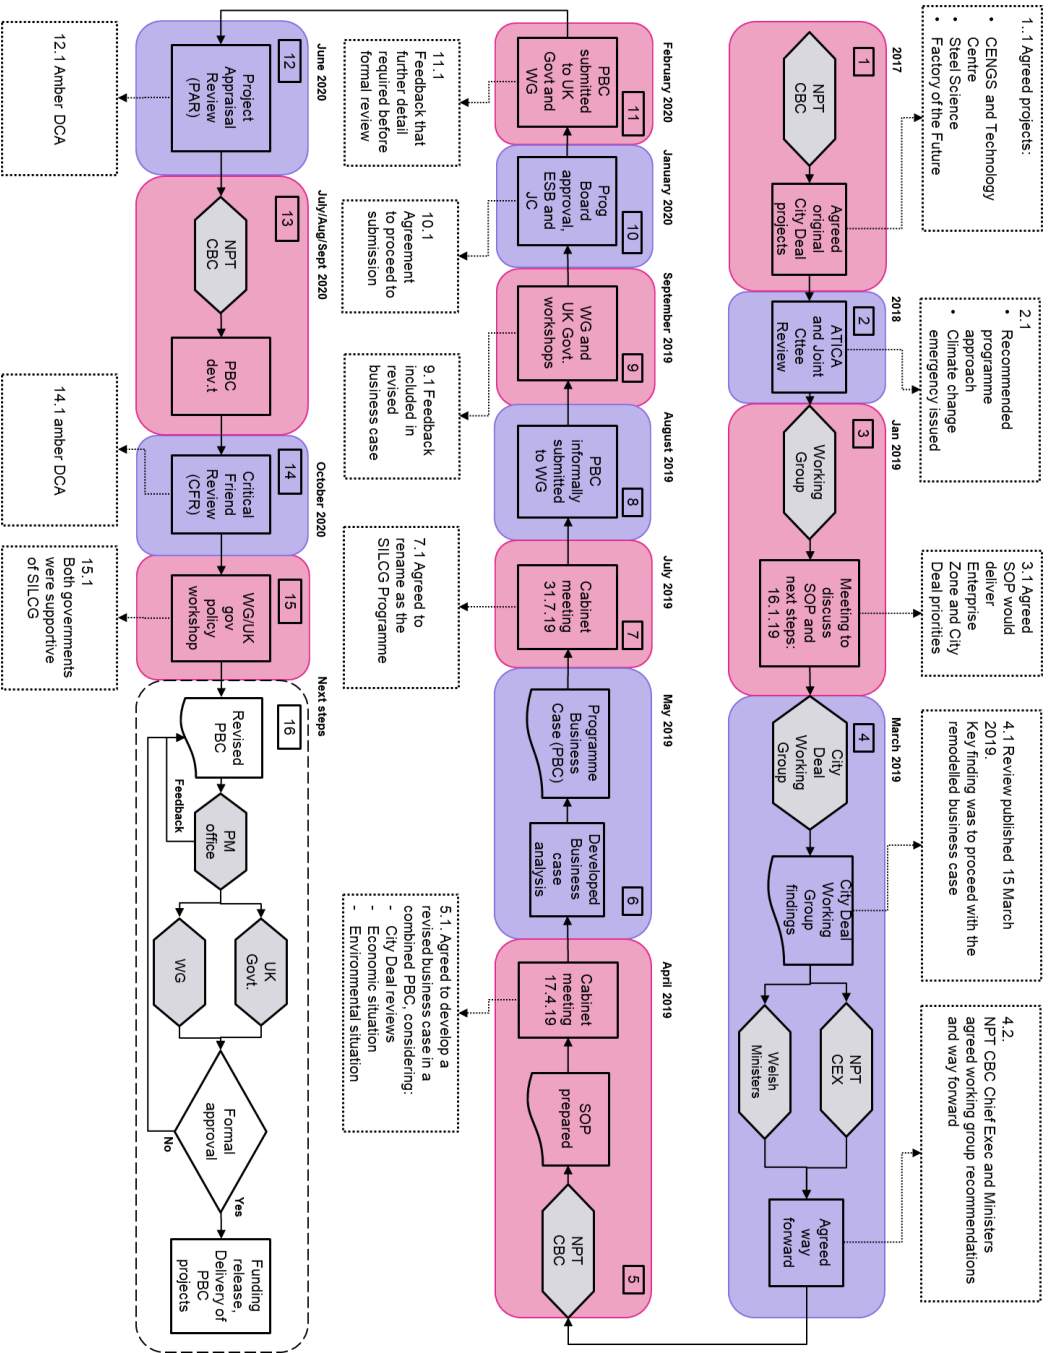 1..1 Agreed projects:
• CENGS and Technology
Centre
• Steel Science
• Factory of the Future
2.1
• Recommended
programme
approach
• Climate change
emergency issued
3.1 Agreed
SOP would
deliver
Enterprise
Zone and City
Deal priorities
4.1 Review published 15 March
2019.
Key finding was to proceed with the
remodelled business case
4.2.
NPT CBC Chief Exec and Ministers
agreed working group recommendations
and way forward
2017
1
NPT
CBC
Agreed
original
City Deal
projects
2018
2
ATICA
and Joint
Cttee
Review
Jan 2019
3
Working
Group
Meeting to
discuss
SOP and
next steps:
16.1.19
March 2019
4
City
Deal
Working
Group
City Deal
Working
Group
findings
NPT
CEX
Welsh
Ministers
Agreed
way
forward
February 2020
11
PBC
submitted
to UK
Govt and
WG
January 2020
10
Prog
Board
approval,
ESB and
JC
September 2019
9
WG and
UK Govt.
workshops
August 2019
8
PBC
informally
submitted
to WG
July 2019
7
Cabinet
meeting
31.7.19
May 2019
6
Programme
Business
Case (PBC)
Developed
Business
case
analysis
April 2019
5
Cabinet
meeting
17.4.19
SOP
prepared
NPT
CBC
11.1
Feedback that
further detail
required before
formal review
10.1
Agreement
to proceed to
submission
9.1 Feedback
included in
revised
business case
7.1 Agreed to
rename as the
SILCG Programme
5.1. Agreed to develop a
revised business case in a
combined PBC, considering:
- City Deal reviews
- Economic situation
- Environmental situation
June 2020
12
Project
Appraisal
Review
(PAR)
July/Aug/Sept 2020
13
NPT
CBC
PBC
dev.t
October 2020
14
Critical
Friend
Review
(CFR)
15
WG/UK
gov
policy
workshop
Next steps
16
Revised
PBC
Feedback
PM
office
UK
Govt.
WG
Formal
approval
No
Yes
Funding
release,
Delivery of
PBC
projects
12.1 Amber DCA
14.1 amber DCA
15.1
Both governments
were supportive
of SILCG